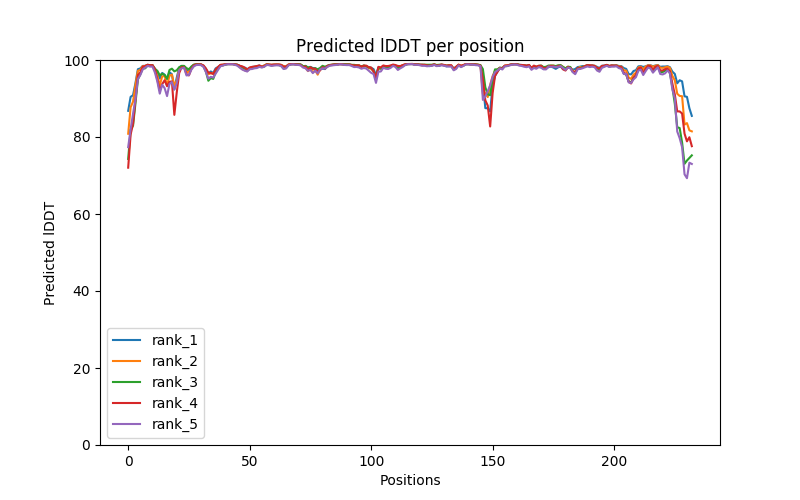 Predicted lDDT per position
Predicted lDDT
100
80
60
40
20
0
rank_1
rank_2
rank_3
rank_4
rank_5
0 50 100 150 200
Positions